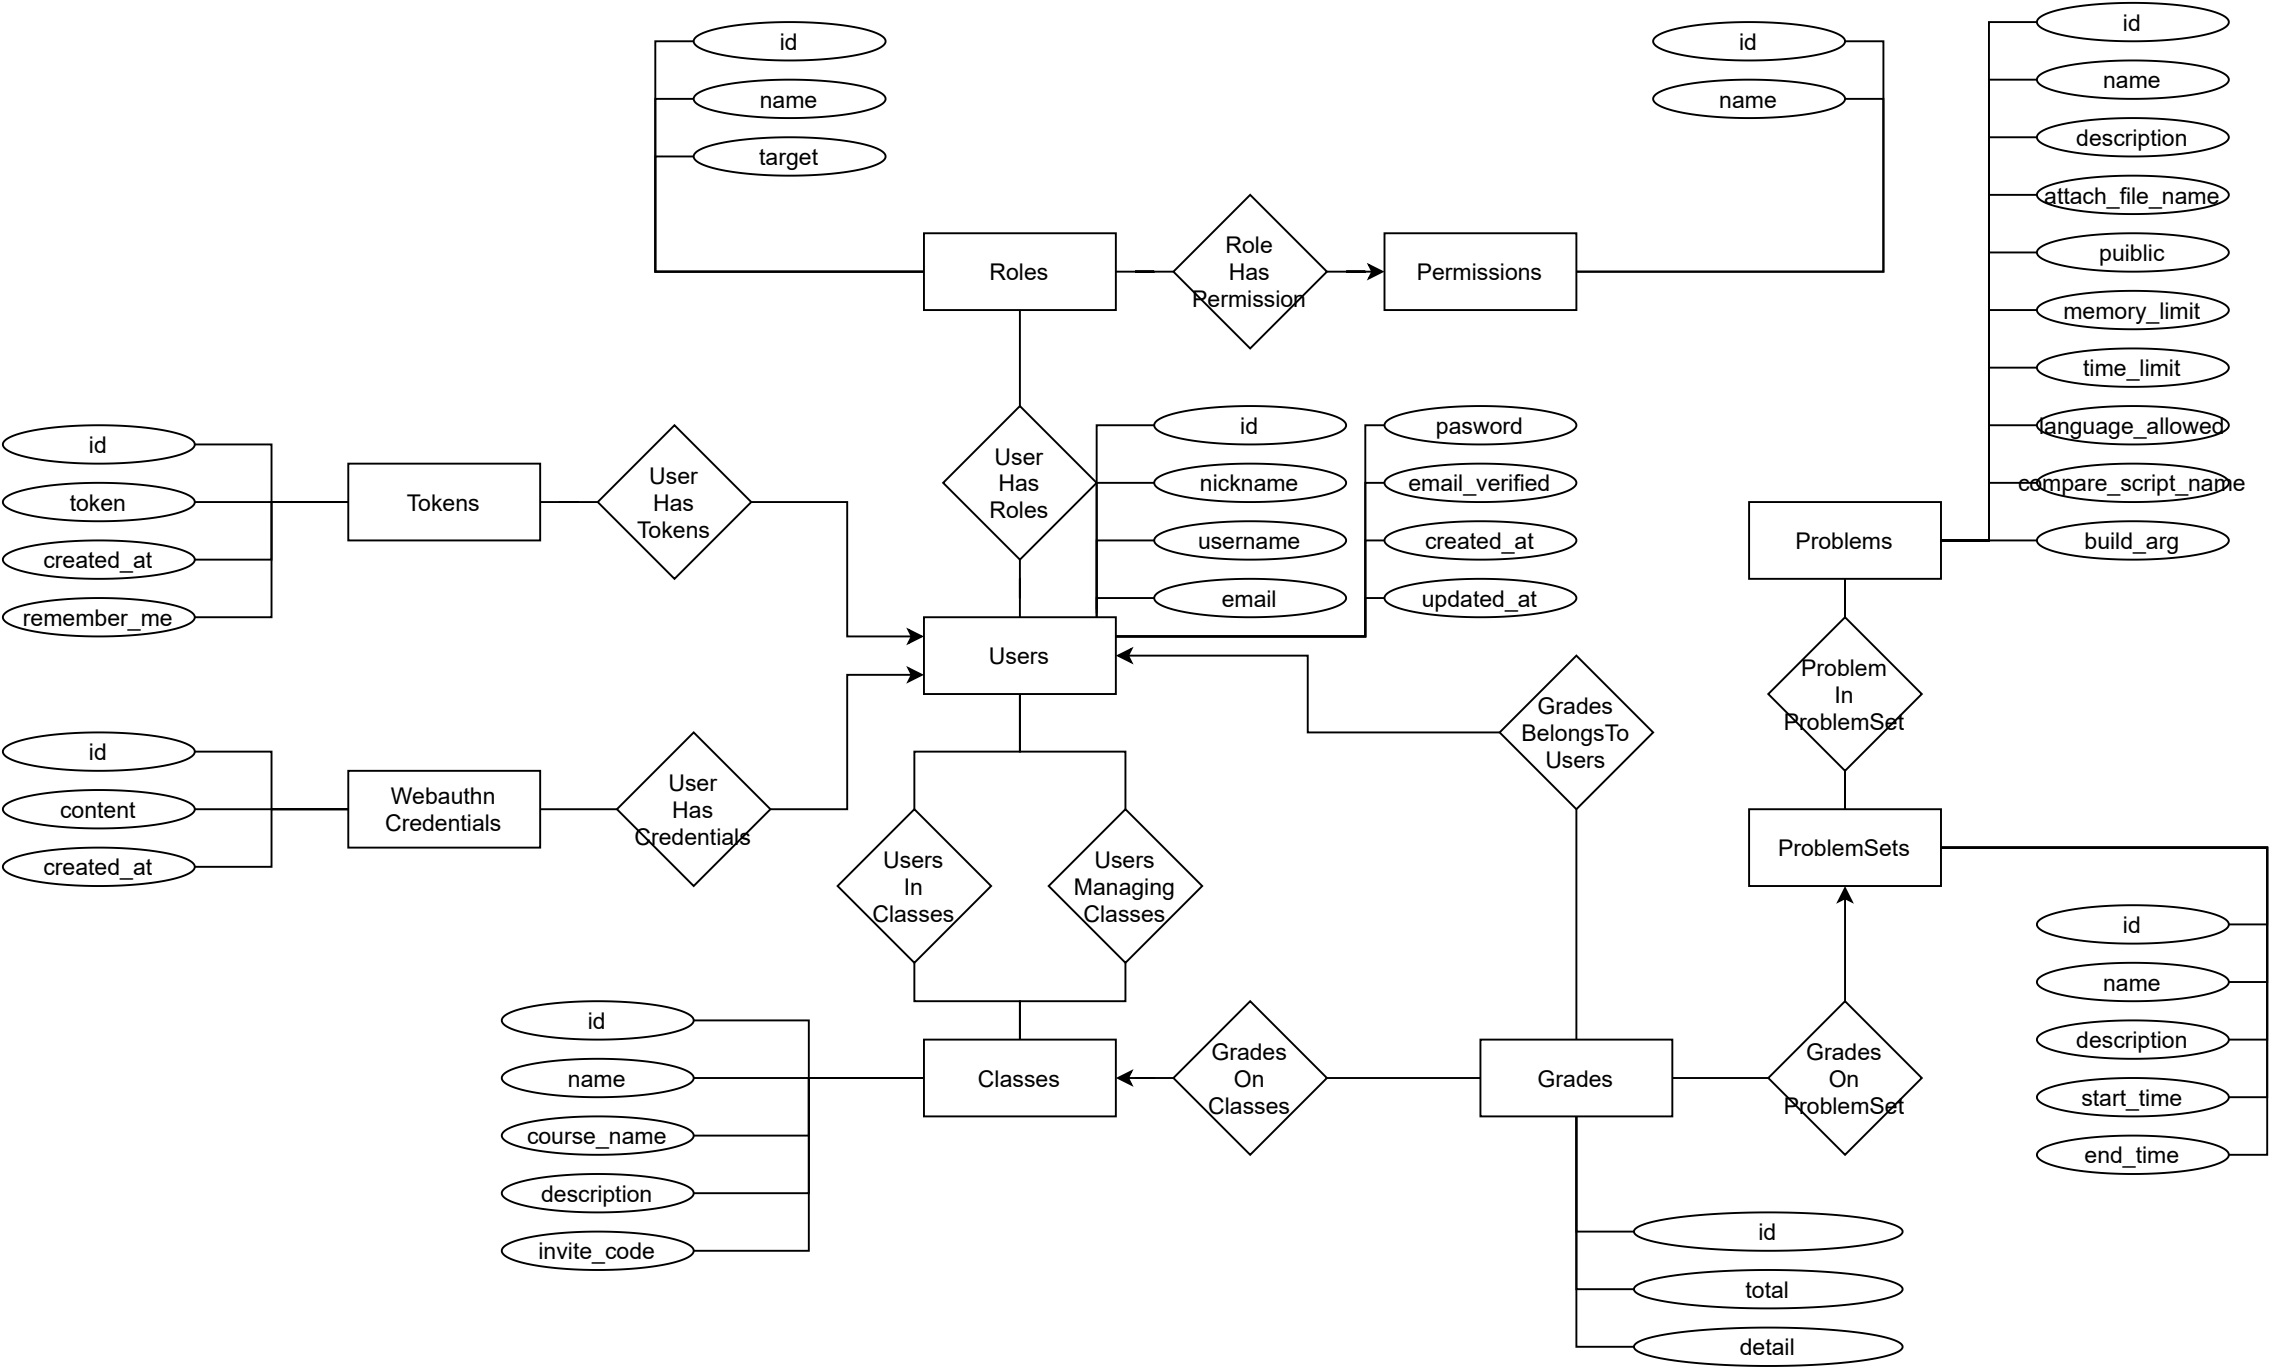 id
name
target
id
name
id
name
description
attach_file_name
puiblic
memory_limit
time_limit
language_allowed
compare_script_name
build_arg
Roles
Role
Has
Permission
Permissions
id
token
created_at
remember_me
Tokens
User
Has
Tokens
User
Has
Roles
id
nickname
username
email
pasword
email_verified
created_at
updated_at
Problems
Users
Problem
In
ProblemSet
Grades
BelongsTo
Users
id
content
created_at
Webauthn
Credentials
User
Has
Credentials
Users
In
Classes
Users
Managing
Classes
ProblemSets
id
name
description
start_time
end_time
id
name
course_name
description
invite_code
Classes
Grades
On
Classes
Grades
Grades
On
ProblemSet
id
total
detail